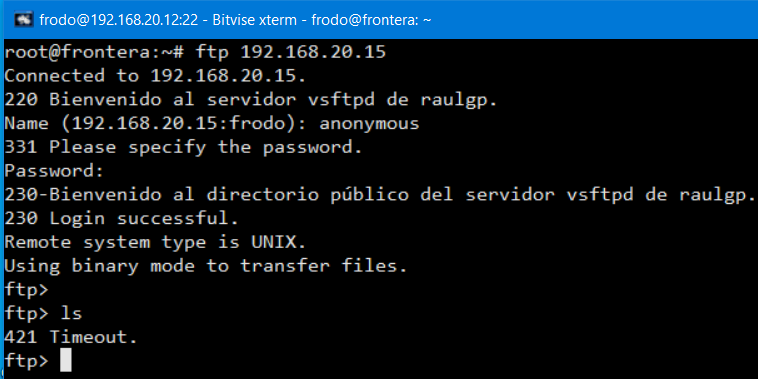 frodo@192.168.20.12:22 - Bitvise xterm - frodo@frontera: ~
root@frontera:~# ftp 192.168.20.15
Connected to 192.168.20.15.
220 Bienvenido al servidor vsftpd de raulgp.
Name (192.168.20.15:frodo): anonymous
331 Please specify the password.
Password:
230-Bienvenido al directorio público del servidor vsftpd de raulgp.
230 Login successful.
Remote system type is UNIX.
Using binary mode to transfer files.
ftp>
ftp> ls
421 Timeout.
ftp>